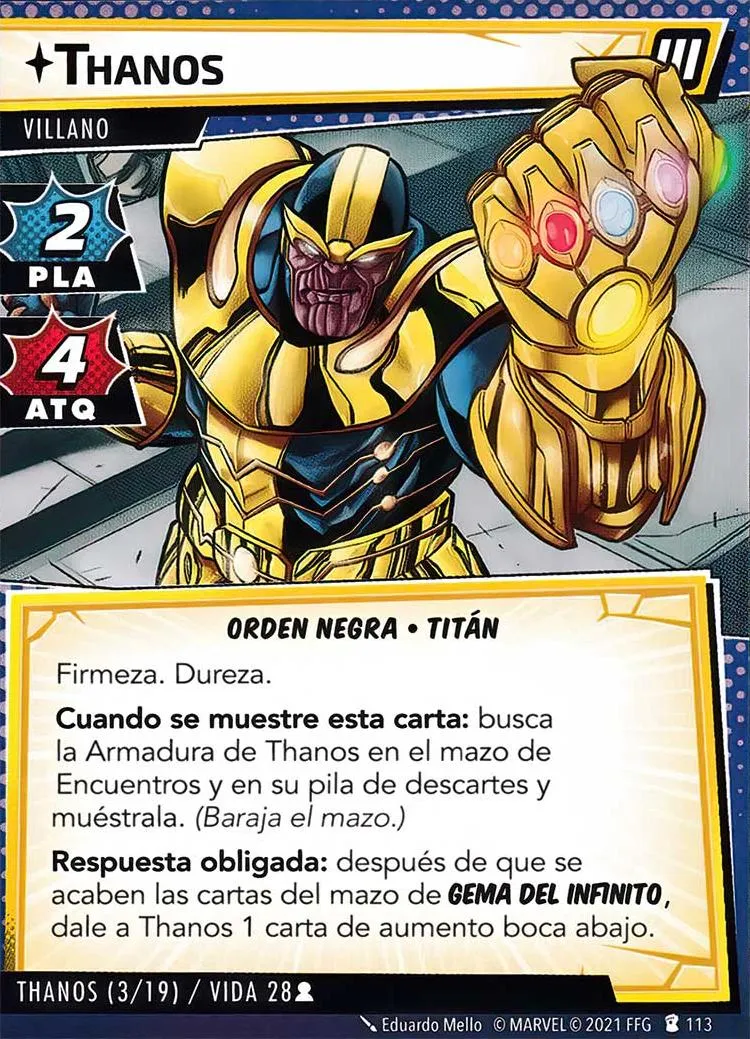 THANOS
III
VILLANO
2
PLA
4
ATQ
ORDEN NEGRA • TITÁN
Firmeza. Dureza.
Cuando se muestre esta carta: busca
la Armadura de Thanos en el mazo de
Encuentros y en su pila de descartes y
muéstrala. (Baraja el mazo.)
Respuesta obligada: después de que se
acaben las cartas del mazo de GEMA DEL INFINITO,
dale a Thanos 1 carta de aumento boca abajo.
THANOS (3/19) / VIDA 28
Eduardo Mello © MARVEL © 2021 FFG 113